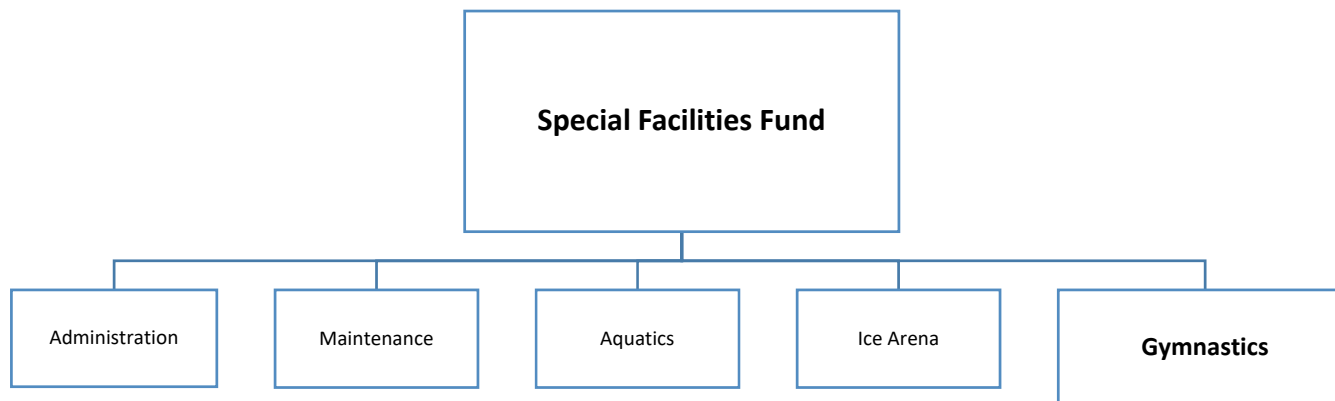 Special Facilities Fund
Administration
Maintenance
Aquatics
Ice Arena
Gymnastics